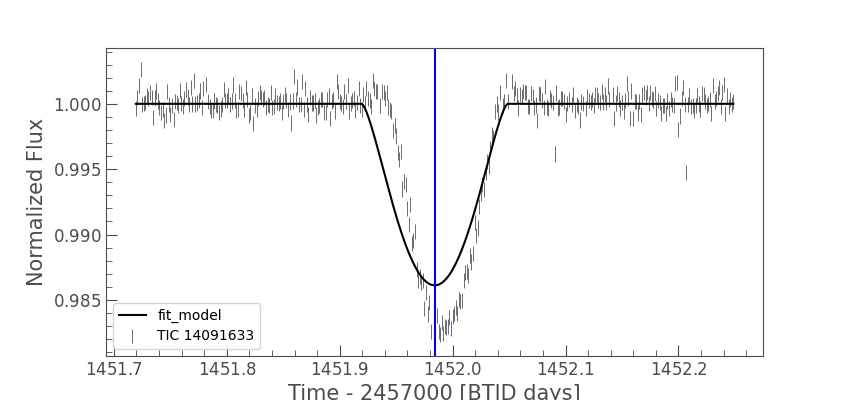 1.000
0.995
0.990
0.985
Normalized Flux
fit_model
TIC 14091633
1451.7 1451.8 1451.9 1452.0 1452.1 1452.2
Time - 2457000 [BTJD days]